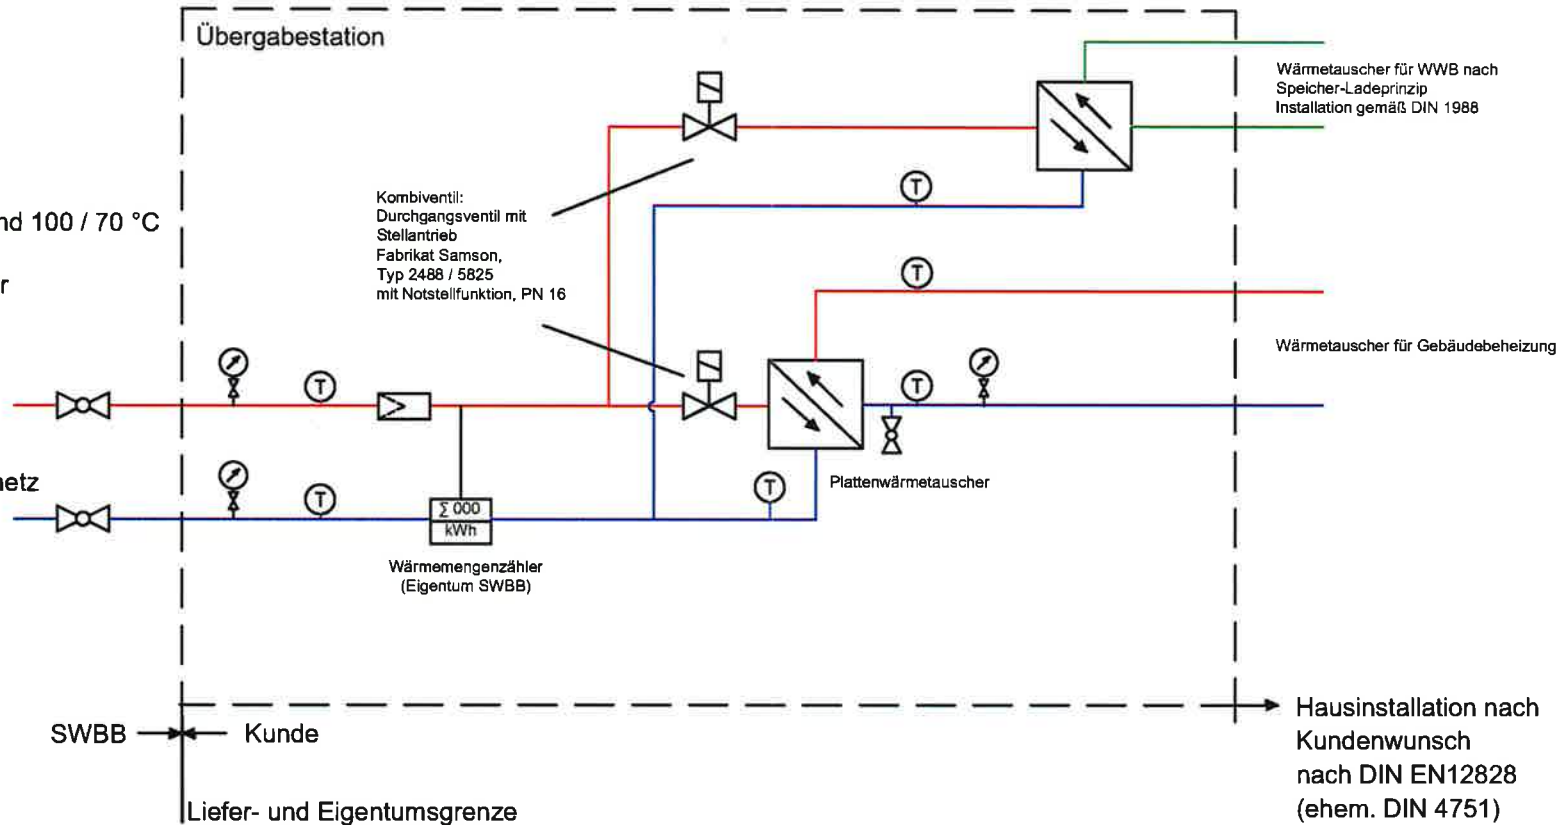 Übergabestation
Wärmetauscher für WWB nach
Speicher-Ladeprinzip
Installation gemäß DIN 1988
nd 100 / 70 °C
r
Kombiventil:
Durchgangsventil mit
Stellantrieb
Fabrikat Samson,
Typ 2488 / 5825
mit Notstellfunktion, PN 16
T
T
Wärmetauscher für Gebäudebeheizung
T
T
netz
T
T
Plattenwärmetauscher
∑ 000
kWh
Wärmemengenzähler
(Eigentum SWBB)
SWBB
Kunde
Liefer- und Eigentumsgrenze
Hausinstallation nach
Kundenwunsch
nach DIN EN12828
(ehem. DIN 4751)